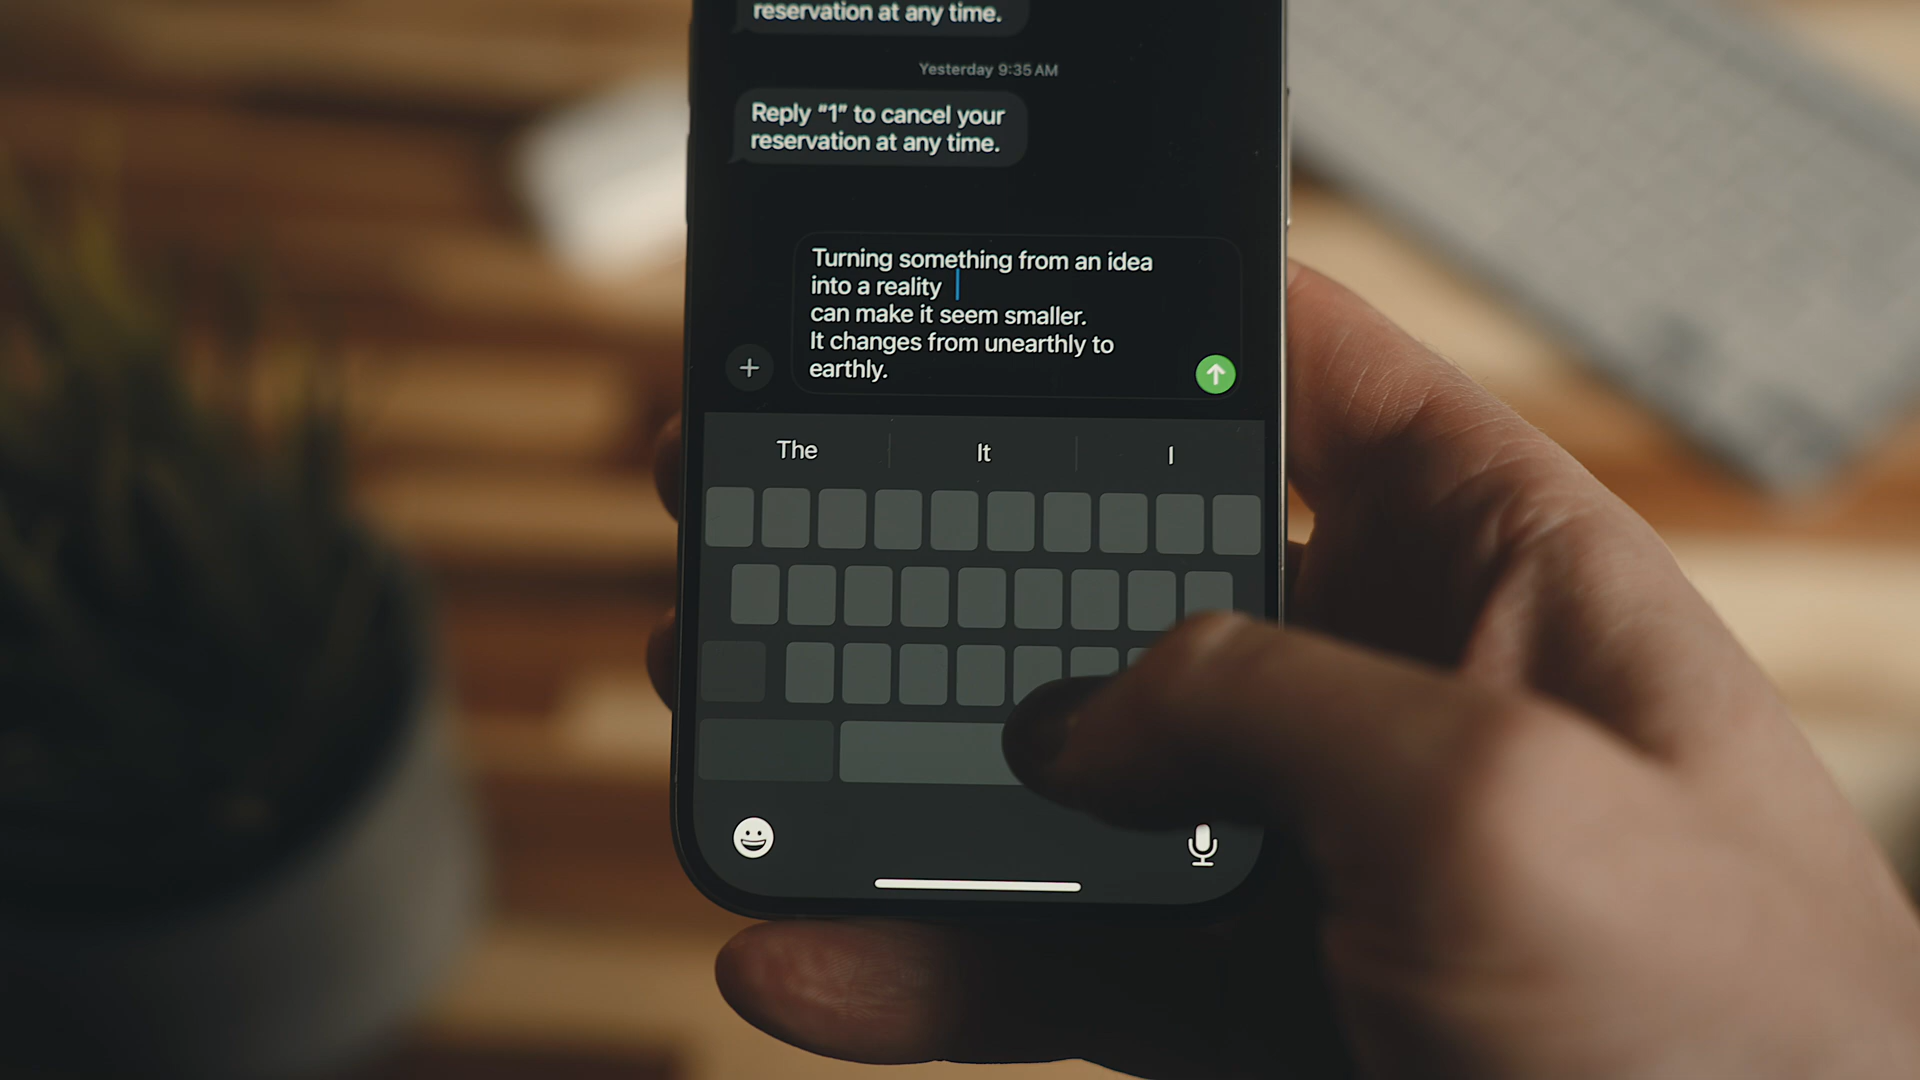 reservation at any time.
Yesterday 9:35 AM
Reply “1” to cancel your
reservation at any time.
Turning something from an idea
into a reality
can make it seem smaller.
It changes from unearthly to
earthly.
The It I